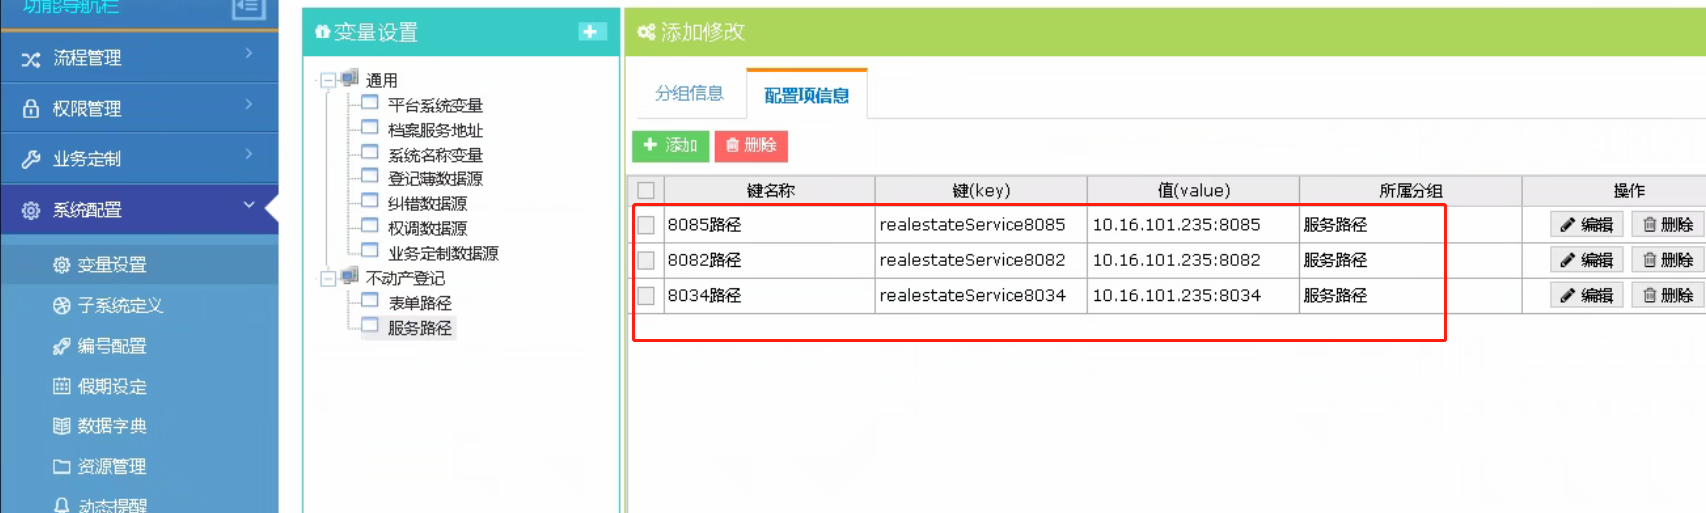 功能导航栏
流程管理
权限管理
业务定制
系统配置
变量设置
子系统定义
编号配置
假期设定
数据字典
资源管理
动态提醒
变量设置
通用
平台系统变量
档案服务地址
系统名称变量
登记薄数据源
纠错数据源
权调数据源
业务定制数据源
不动产登记
表单路径
服务路径
添加修改
分组信息 配置项信息
添加 删除
键名称 键(key) 值(value) 所属分组 操作
8085路径 realestateService8085 10.16.101.235:8085 服务路径 编辑 删除
8082路径 realestateService8082 10.16.101.235:8082 服务路径 编辑 删除
8034路径 realestateService8034 10.16.101.235:8034 服务路径 编辑 删除